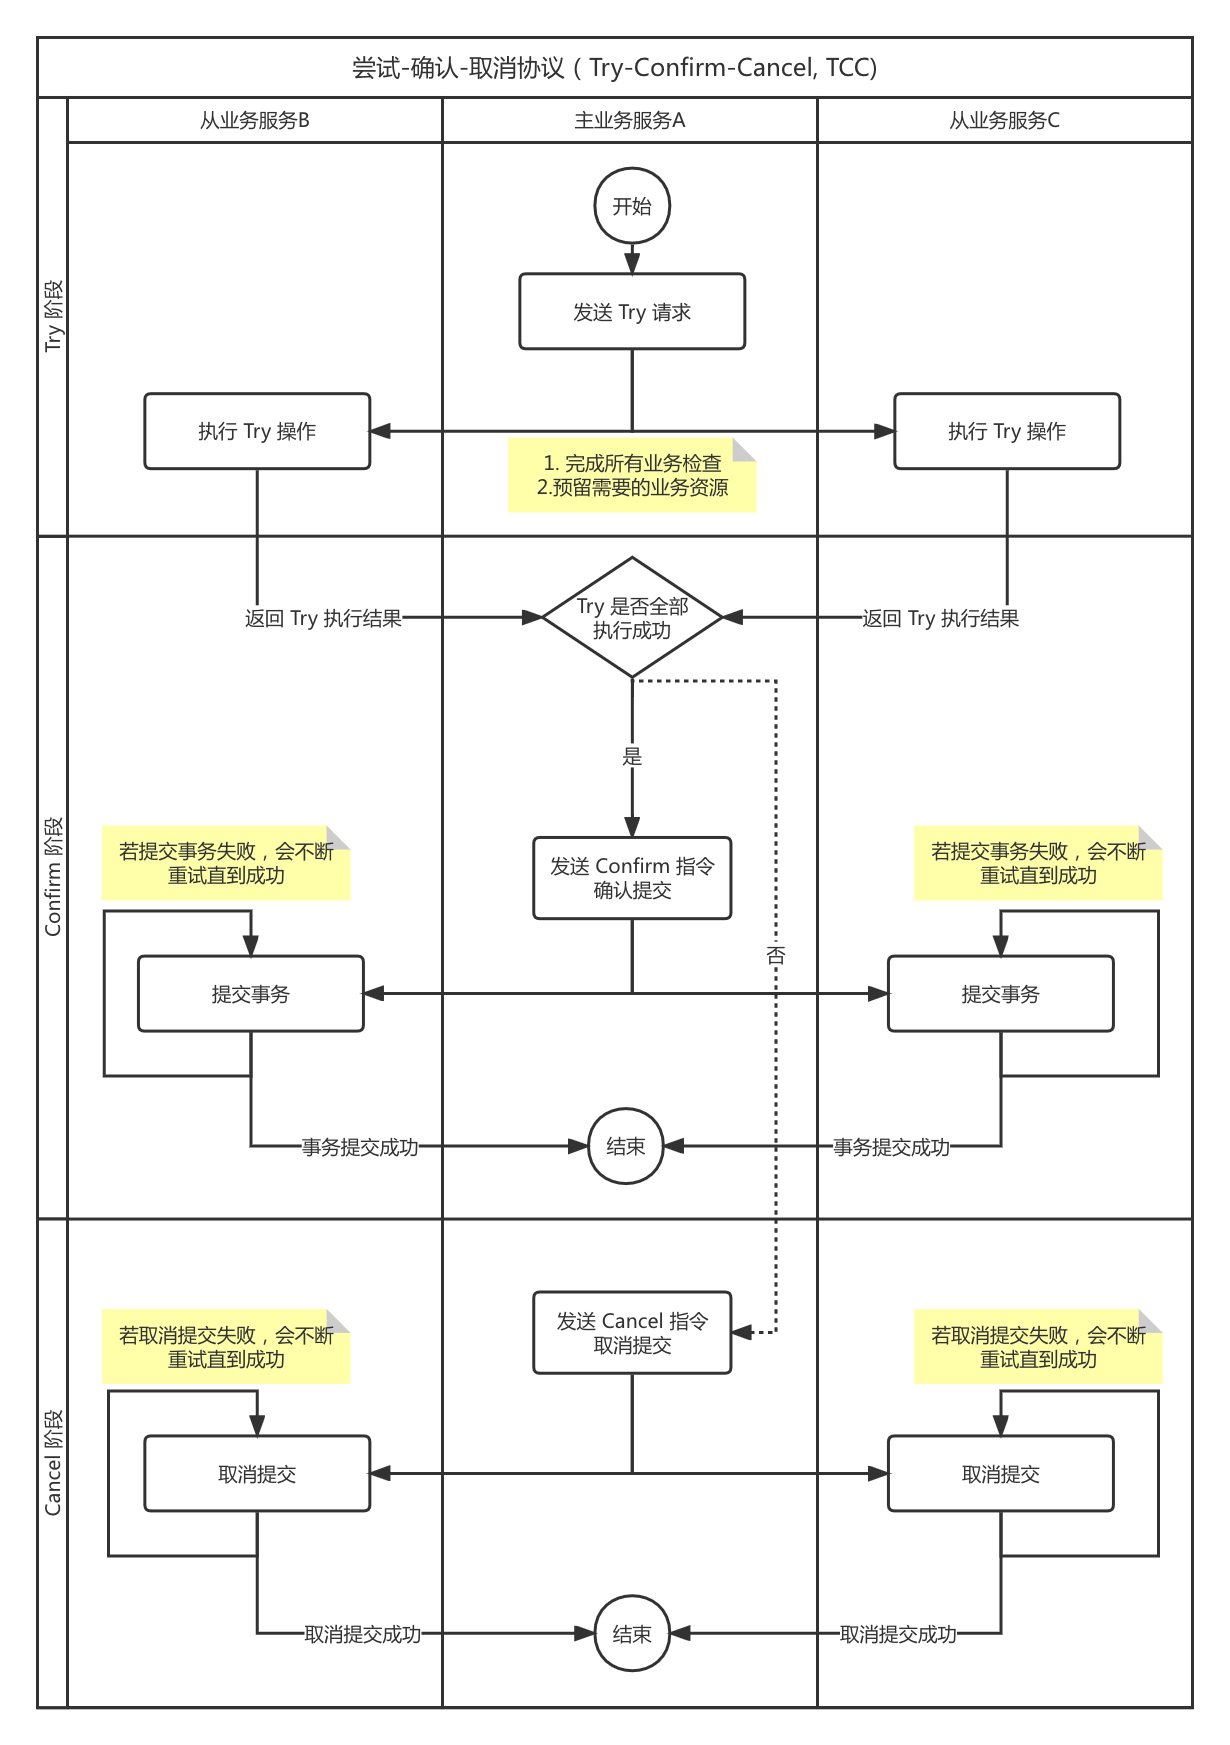 尝试-确认-取消协议（Try-Confirm-Cancel, TCC)
从业务服务B
主业务服务A
从业务服务C
Try 阶段
开始
发送 Try 请求
执行 Try 操作
执行 Try 操作
1. 完成所有业务检查
2.预留需要的业务资源
Confirm 阶段
Try 是否全部
执行成功
返回 Try 执行结果
返回 Try 执行结果
是
若提交事务失败，会不断
重试直到成功
发送 Confirm 指令
确认提交
若提交事务失败，会不断
重试直到成功
否
提交事务
提交事务
事务提交成功
结束
事务提交成功
Cancel 阶段
若取消提交失败，会不断
重试直到成功
发送 Cancel 指令
取消提交
若取消提交失败，会不断
重试直到成功
取消提交
取消提交
取消提交成功
结束
取消提交成功